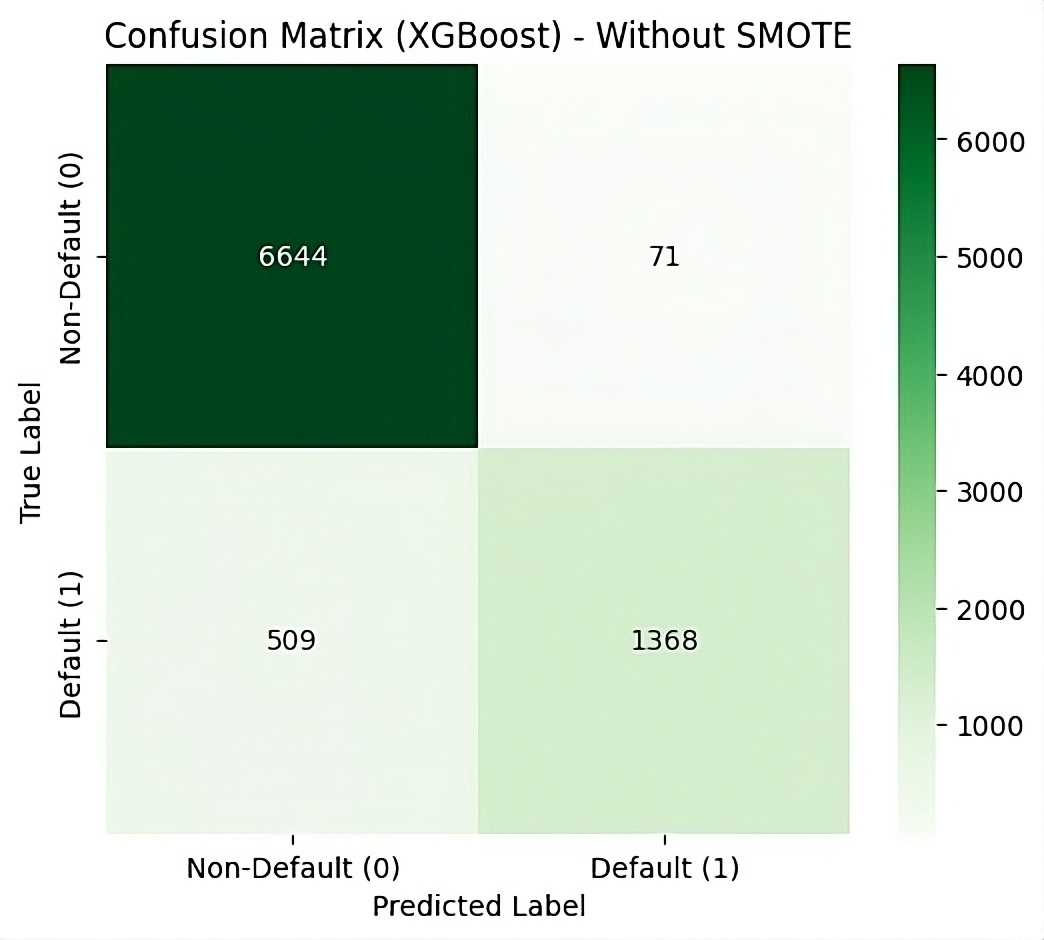 Confusion Matrix (XGBoost) - Without SMOTE
True Label
Non-Default (0)
Default (1)
6644
71
509
1368
Non-Default (0)
Default (1)
Predicted Label
6000
5000
4000
3000
2000
1000